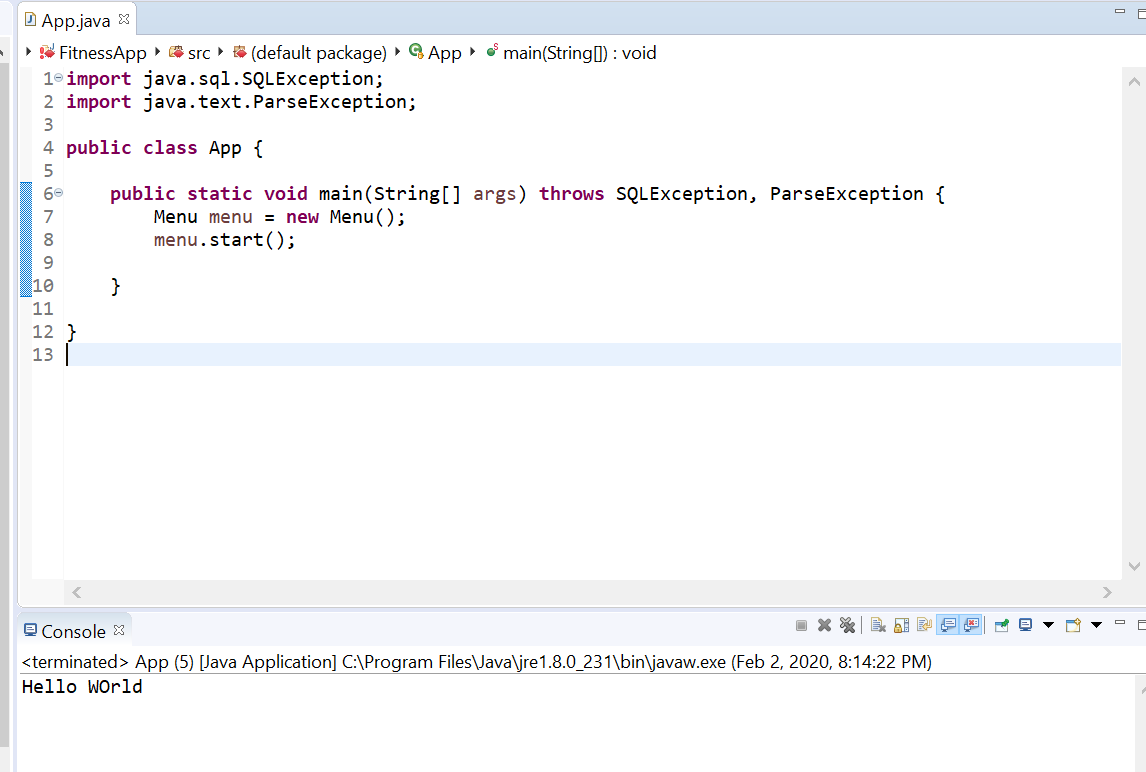 App.java
FitnessApp src (default package) App main(String[]) : void
1 import java.sql.SQLException;
2 import java.text.ParseException;
3
4 public class App {
5
6 public static void main(String[] args) throws SQLException, ParseException {
7 Menu menu = new Menu();
8 menu.start();
9
10 }
11
12 }
13
Console
<terminated> App (5) [Java Application] C:\Program Files\Java\jre1.8.0_231\bin\javaw.exe (Feb 2, 2020, 8:14:22 PM)
Hello WOrld